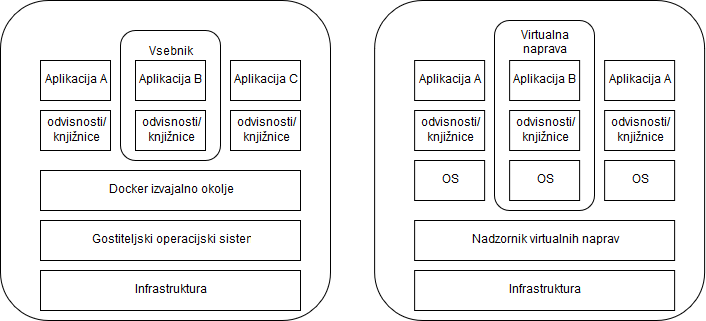 Vsebnik
Aplikacija A
Aplikacija B
Aplikacija C
odvisnosti/
knjižnice
odvisnosti/
knjižnice
odvisnosti/
knjižnice
Docker izvajalno okolje
Gostiteljski operacijski sister
Infrastruktura
Virtualna
naprava
Aplikacija A
Aplikacija B
Aplikacija A
odvisnosti/
knjižnice
odvisnosti/
knjižnice
odvisnosti/
knjižnice
OS
OS
OS
Nadzornik virtualnih naprav
Infrastruktura